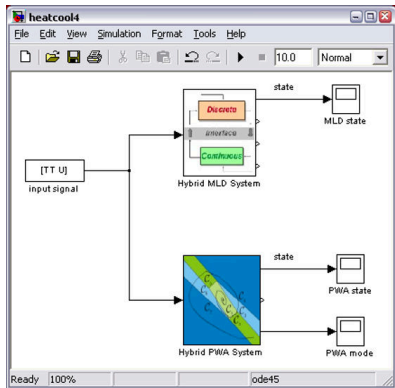 heatcool4
File Edit View Simulation Format Tools Help
10.0 Normal
state
MLD state
Discrete
interface
Continuous
Hybrid MLD System
[TT U]
input signal
state
PWA state
Hybrid PWA System
PWA mode
Ready 100% ode45